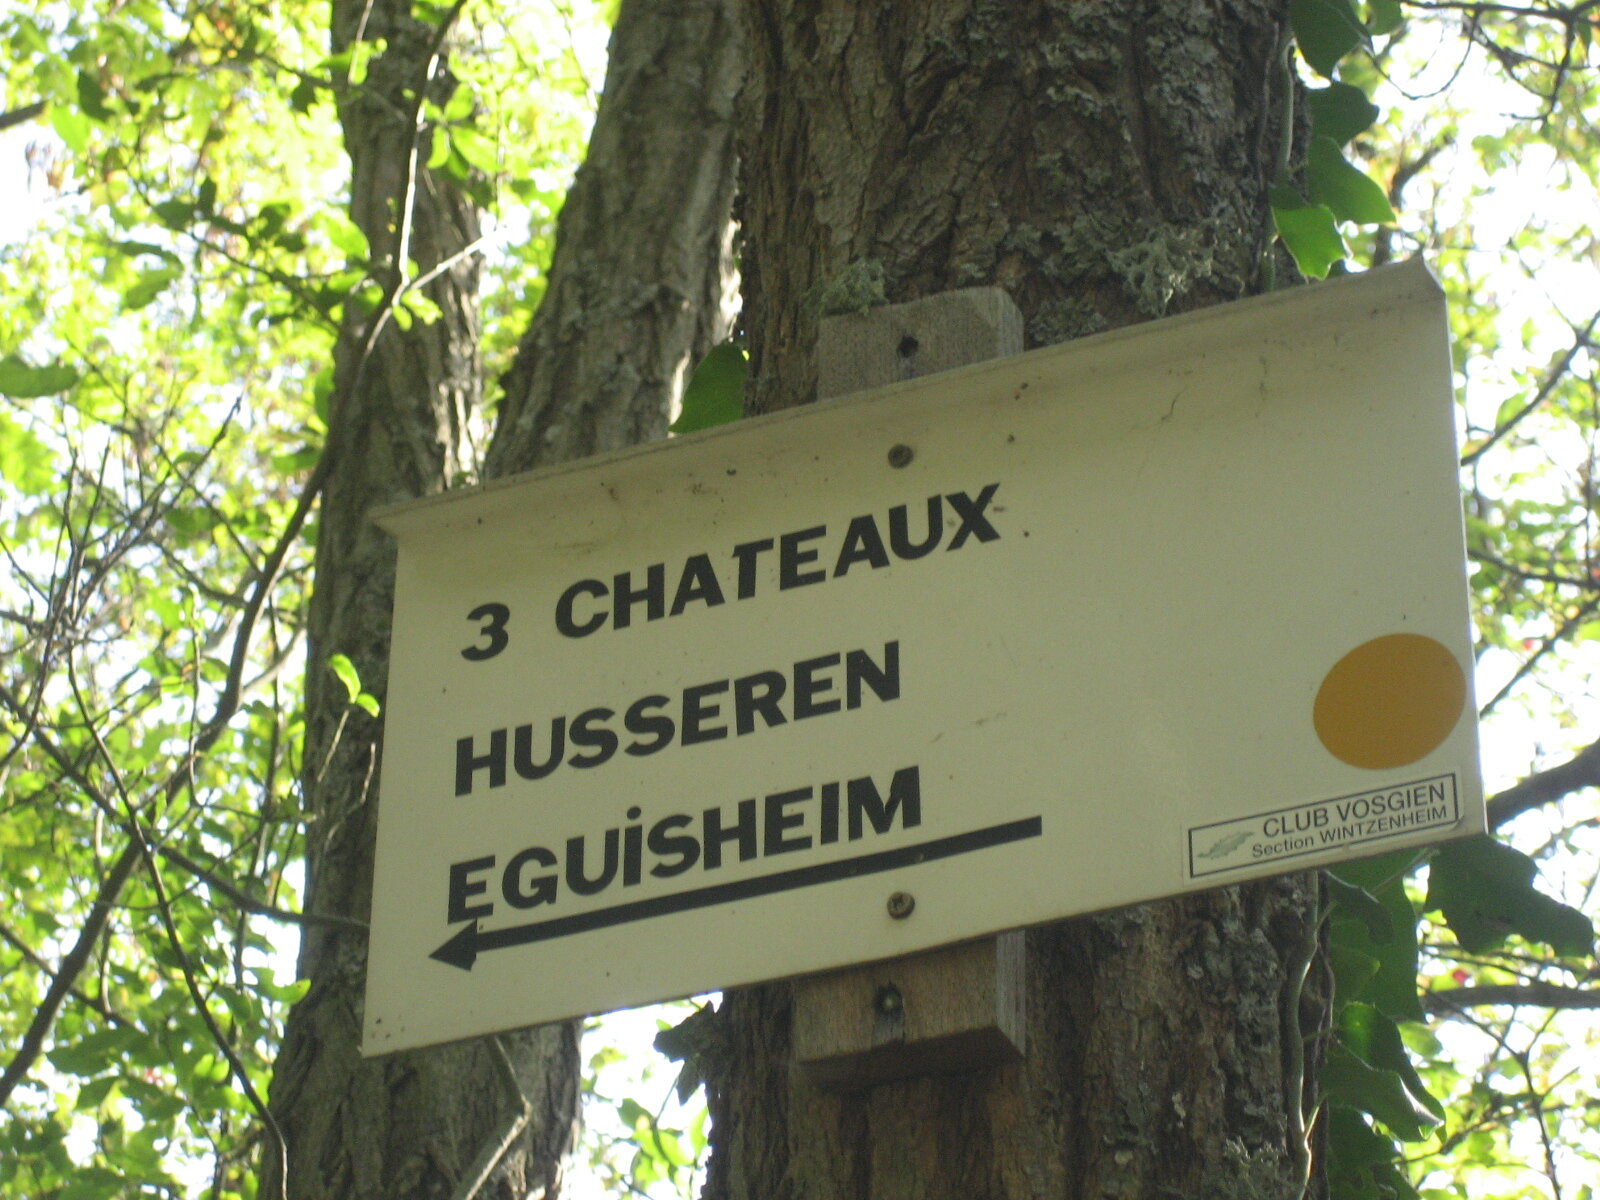 3 CHATEAUX
HUSSEREN
EGUiSHEIM
CLUB VOSGIEN
Section WINTZENHEIM